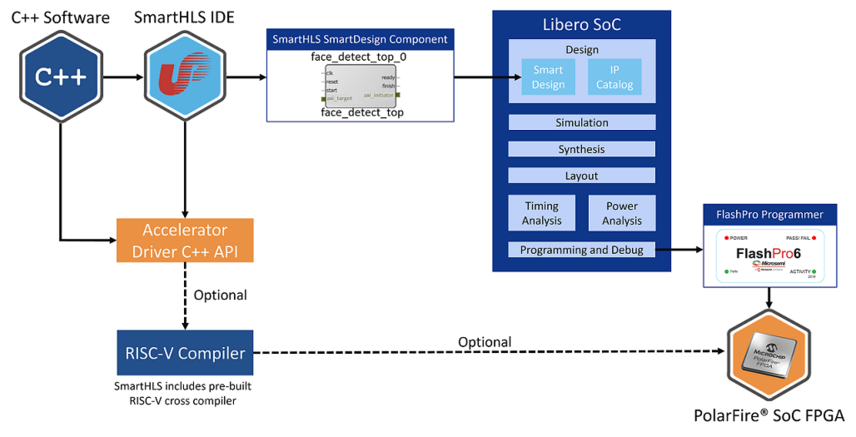 C++ Software
SmartHLS IDE
C++
SmartHLS SmartDesign Component
face_detect_top_0
clk
reset
start
axi_target
ready
finish
axi_initiator
face_detect_top
Libero SoC
Design
Smart
Design
IP
Catalog
Simulation
Synthesis
Layout
Timing
Analysis
Power
Analysis
Programming and Debug
Accelerator
Driver C++ API
Optional
RISC-V Compiler
SmartHLS includes pre-built
RISC-V cross compiler
Optional
FlashPro Programmer
POWER
PASS/ FAIL
FlashPro6
Microsemi
ACTIVITY
MICROCHIP
PolarFire
FPGA
PolarFire® SoC FPGA